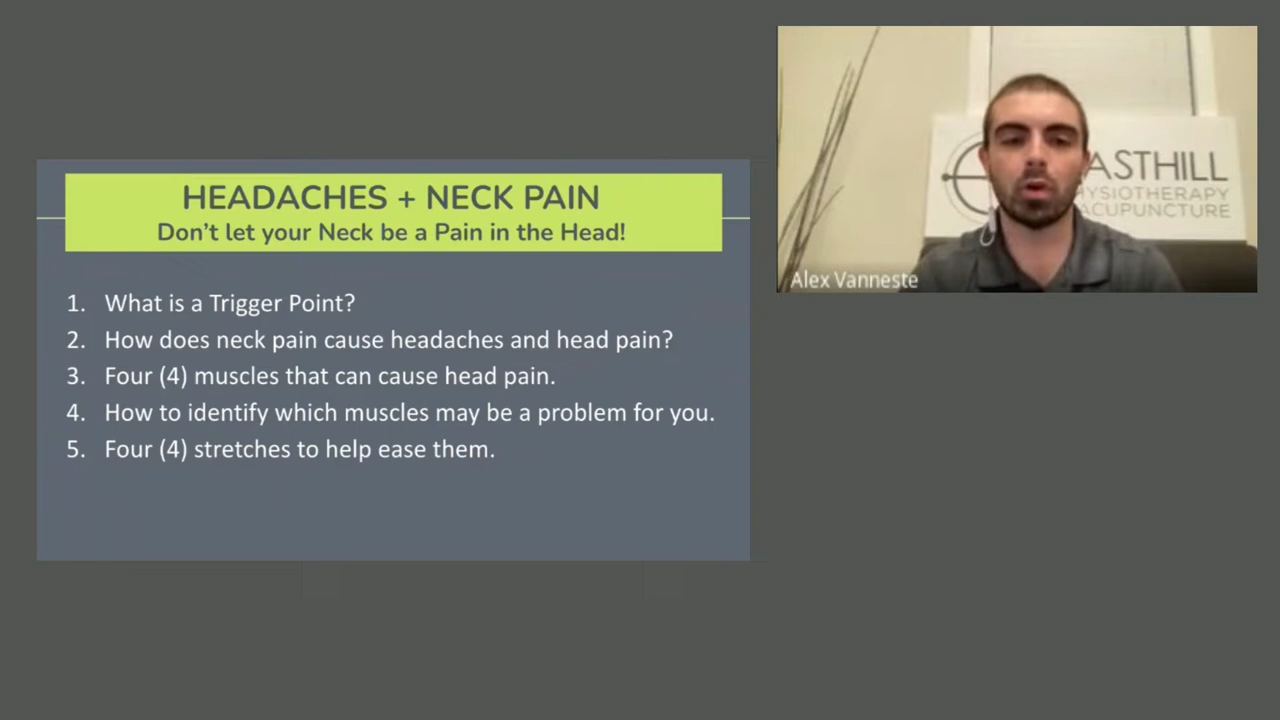 HEADACHES + NECK PAIN
Don't let your Neck be a Pain in the Head!
1. What is a Trigger Point?
2. How does neck pain cause headaches and head pain?
3. Four (4) muscles that can cause head pain.
4. How to identify which muscles may be a problem for you.
5. Four (4) stretches to help ease them.
ASTHILL
HYSIOTHERAPY
ACUPUNCTURE
Alex Vanneste